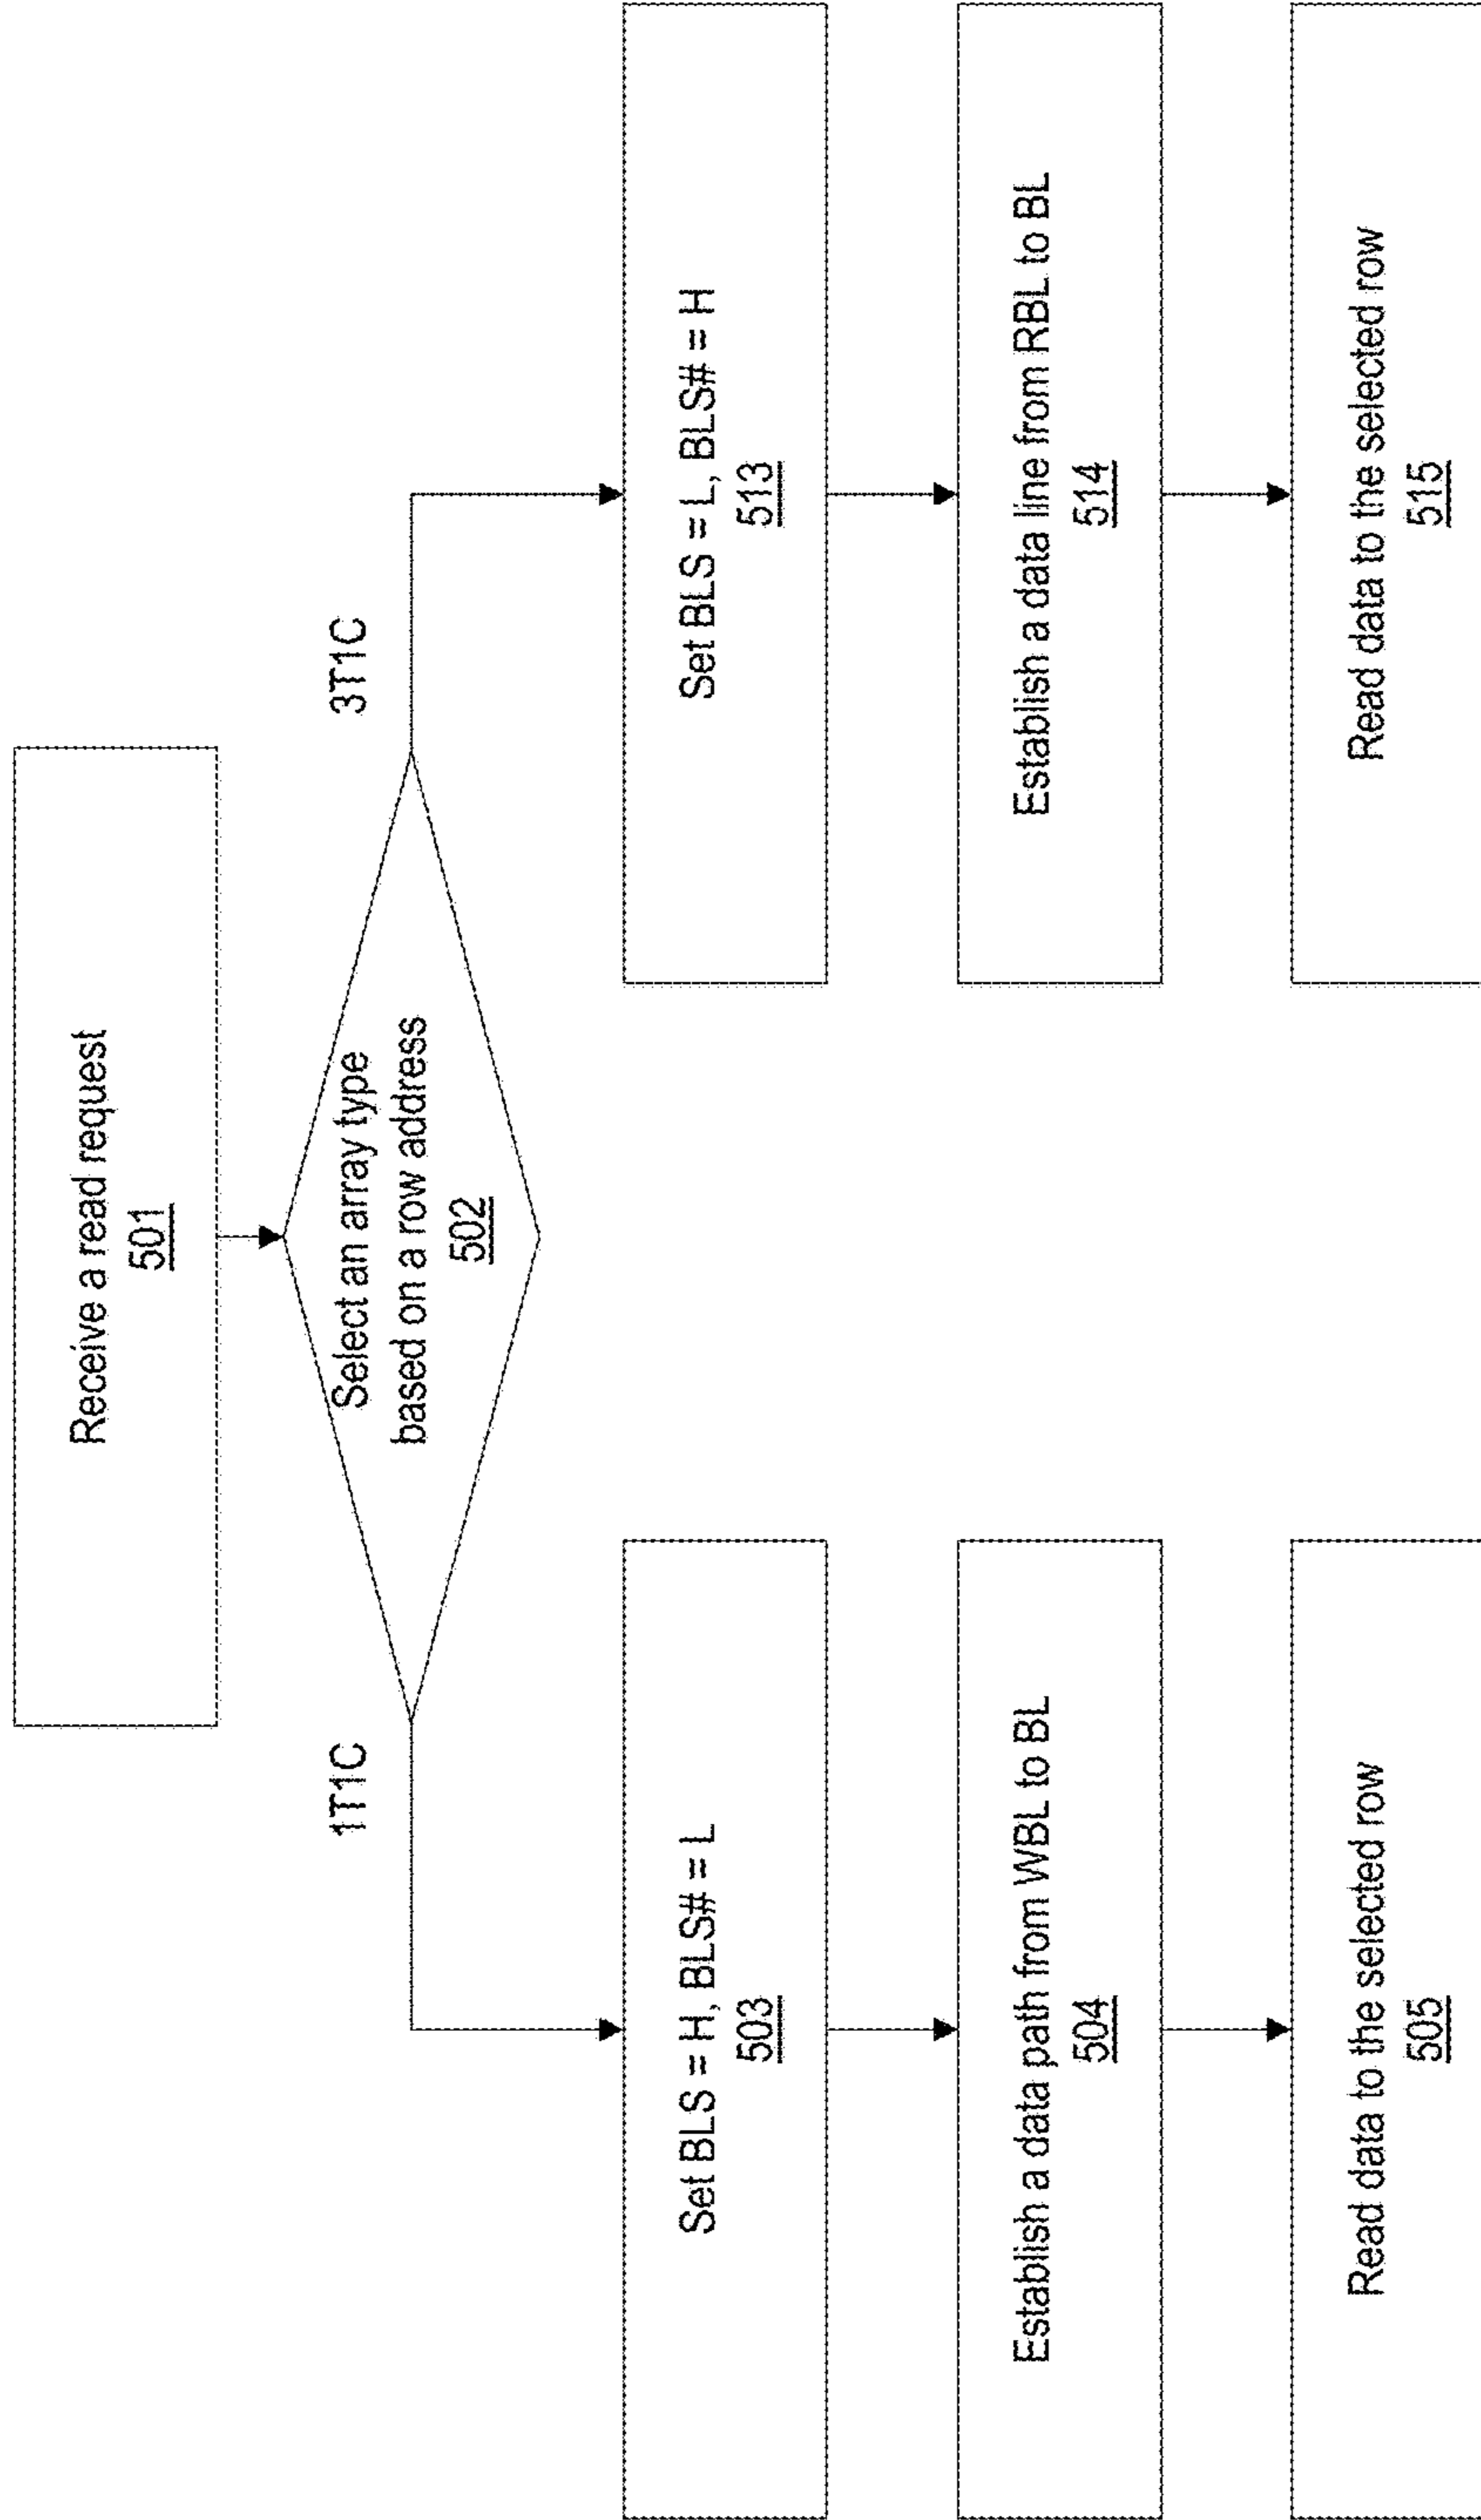 Receive a read request
501
Select an array type
based on a row address
502
1T1C
3T1C
Set BLS = H, BLS# = L
503
Set BLS = L, BLS# = H
513
Establish a data path from WBL to BL
504
Establish a data line from RBL to BL
514
Read data to the selected row
505
Read data to the selected row
515